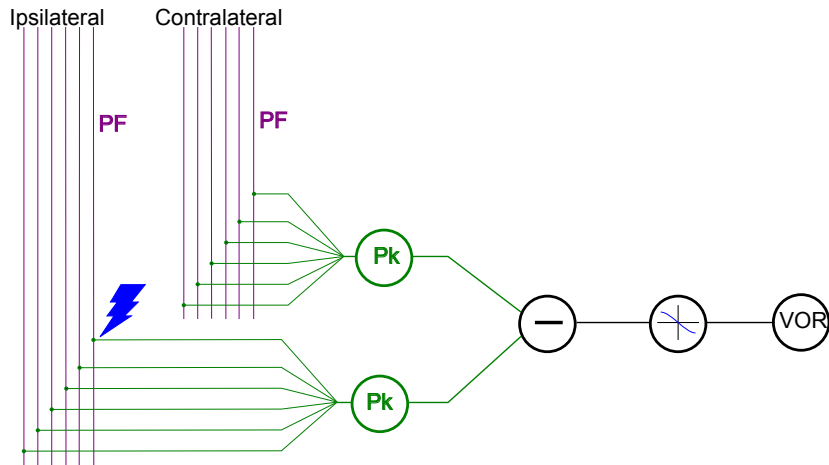 Ipsilateral
Contralateral
PF
PF
Pk
VOR
Pk